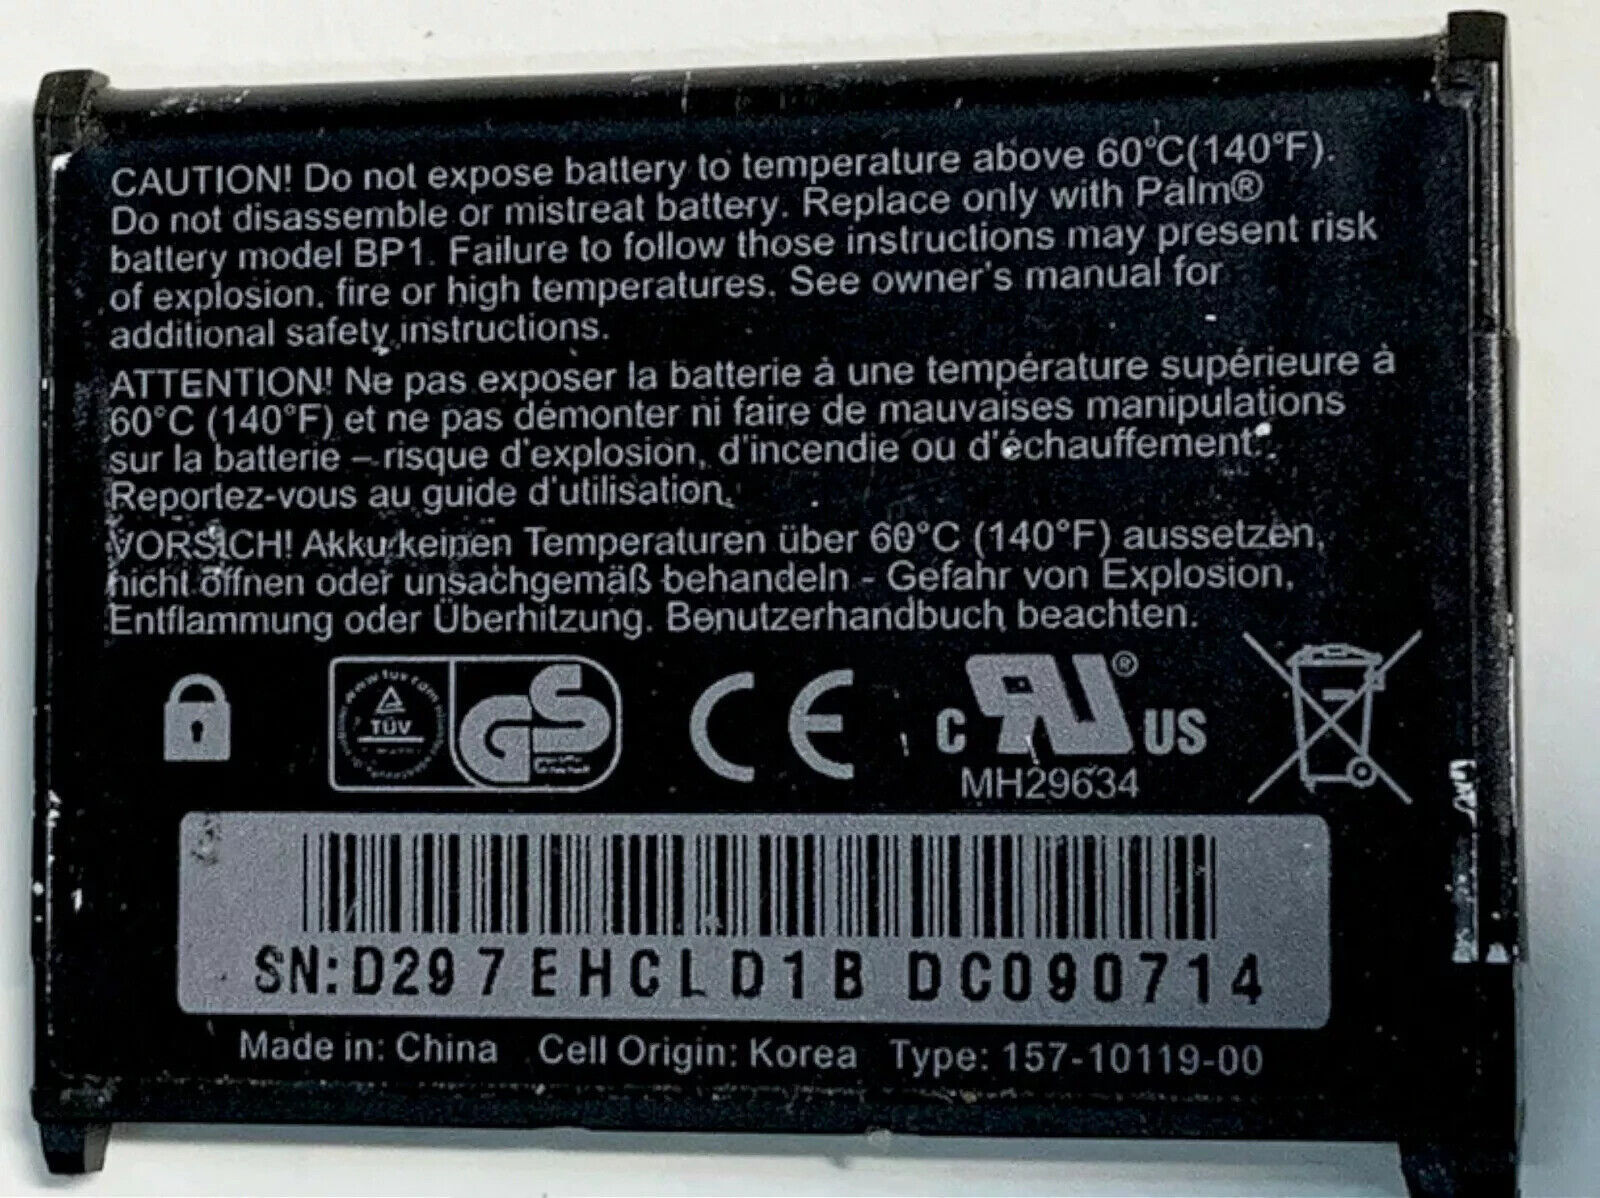 CAUTION! Do not expose battery to temperature above 60°C(140°F).
Do not disassemble or mistreat battery. Replace only with Palm®
battery model BP1. Failure to follow those instructions may present risk
of explosion, fire or high temperatures. See owner's manual for
additional safety instructions.
ATTENTION! Ne pas exposer la batterie à une température supérieure à
60°C (140°F) et ne pas démonter ni faire de mauvaises manipulations
sur la batterie – risque d'explosion, d'incendie ou d'échauffement.
Reportez-vous au guide d'utilisation.
VORSICH! Akku keinen Temperaturen über 60°C (140°F) aussetzen,
nicht öffnen oder unsachgemäß behandeln - Gefahr von Explosion,
Entflammung oder Überhitzung. Benutzerhandbuch beachten.
TÜV GS CE c RU® US
MH29634
SN:D297EHCLD1B DC090714
Made in: China Cell Origin: Korea Type: 157-10119-00